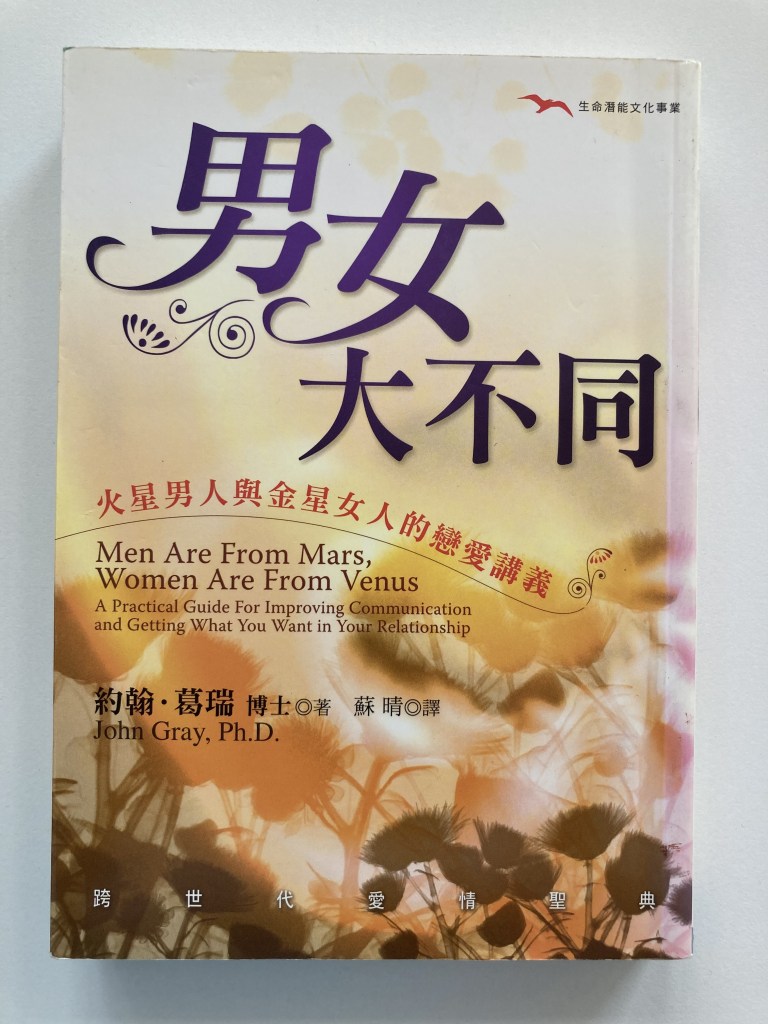 生命潛能文化事業
男女
大不同
火星男人與金星女人的戀愛講義
Men Are From Mars,
Women Are From Venus
A Practical Guide For Improving Communication
and Getting What You Want in Your Relationship
約翰·葛瑞 博士◎著 蘇晴◎譯
John Gray, Ph.D.
跨世代愛情聖典